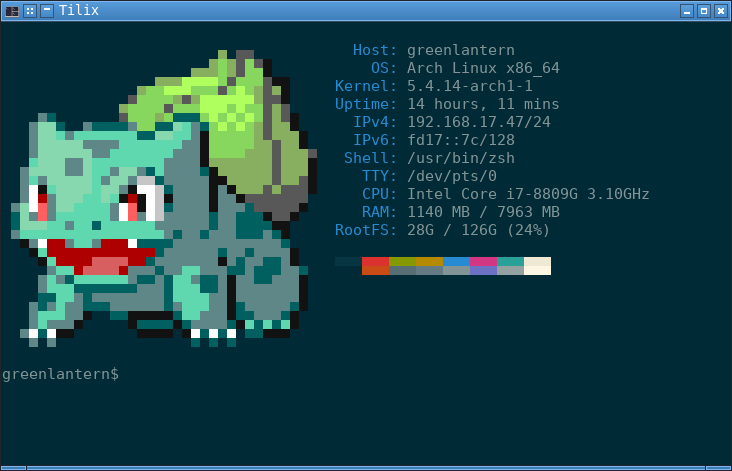 Tilix
Host: greenlantern
OS: Arch Linux x86_64
Kernel: 5.4.14-arch1-1
Uptime: 14 hours, 11 mins
IPv4: 192.168.17.47/24
IPv6: fd17::7c/128
Shell: /usr/bin/zsh
TTY: /dev/pts/0
CPU: Intel Core i7-8809G 3.10GHz
RAM: 1140 MB / 7963 MB
RootFS: 28G / 126G (24%)
greenlantern$